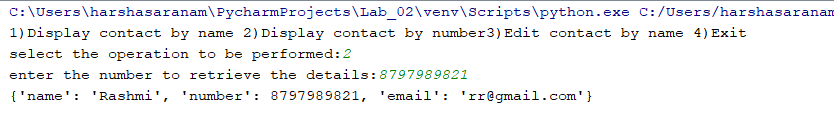 C:\Users\harshasaranam\PycharmProjects\Lab_02\venv\Scripts\python.exe C:/Users/harshasaranam
1)Display contact by name 2)Display contact by number3)Edit contact by name 4)Exit
select the operation to be performed:2
enter the number to retrieve the details:8797989821
{'name': 'Rashmi', 'number': 8797989821, 'email': 'rr@gmail.com'}